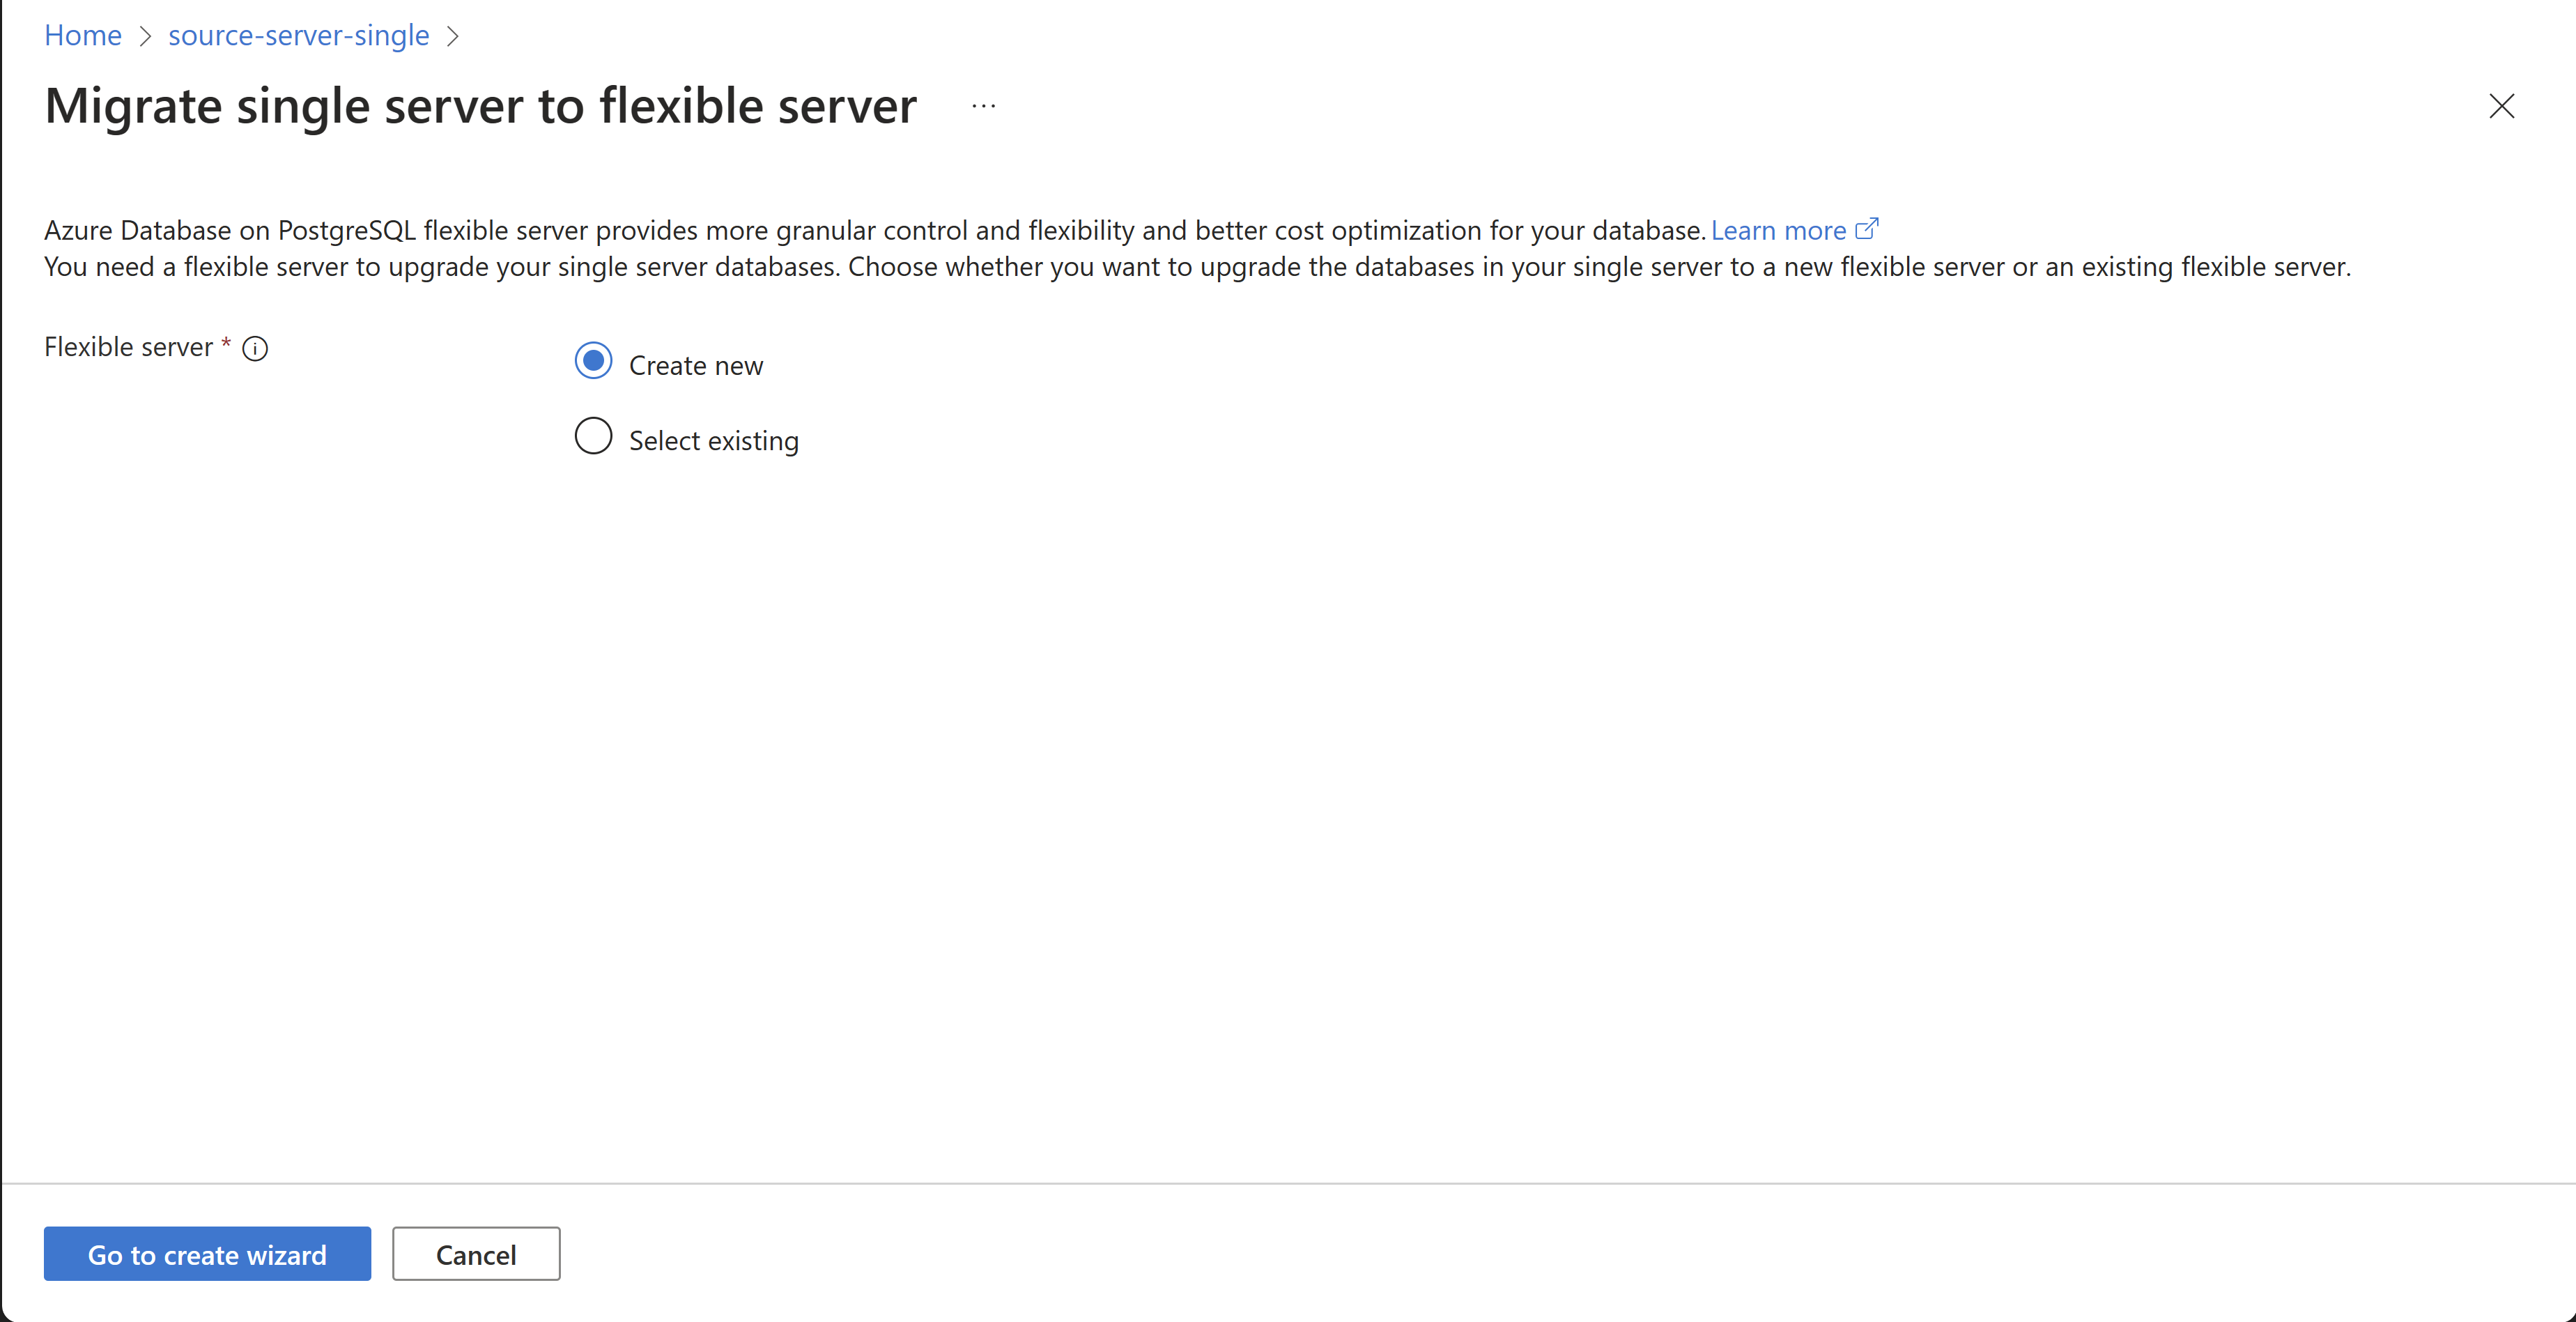 Home > source-server-single >
Migrate single server to flexible server ...
Azure Database on PostgreSQL flexible server provides more granular control and flexibility and better cost optimization for your database. Learn more
You need a flexible server to upgrade your single server databases. Choose whether you want to upgrade the databases in your single server to a new flexible server or an existing flexible server.
Flexible server *
Create new
Select existing
Go to create wizard
Cancel